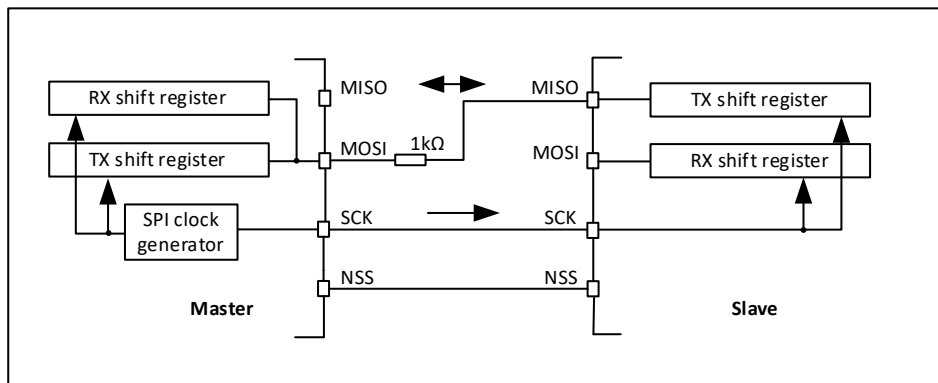 MISO
MISO
RX shift register
TX shift register
1kΩ
MOSI
MOSI
TX shift register
RX shift register
SPI clock
generator
SCK
SCK
NSS
NSS
Master
Slave